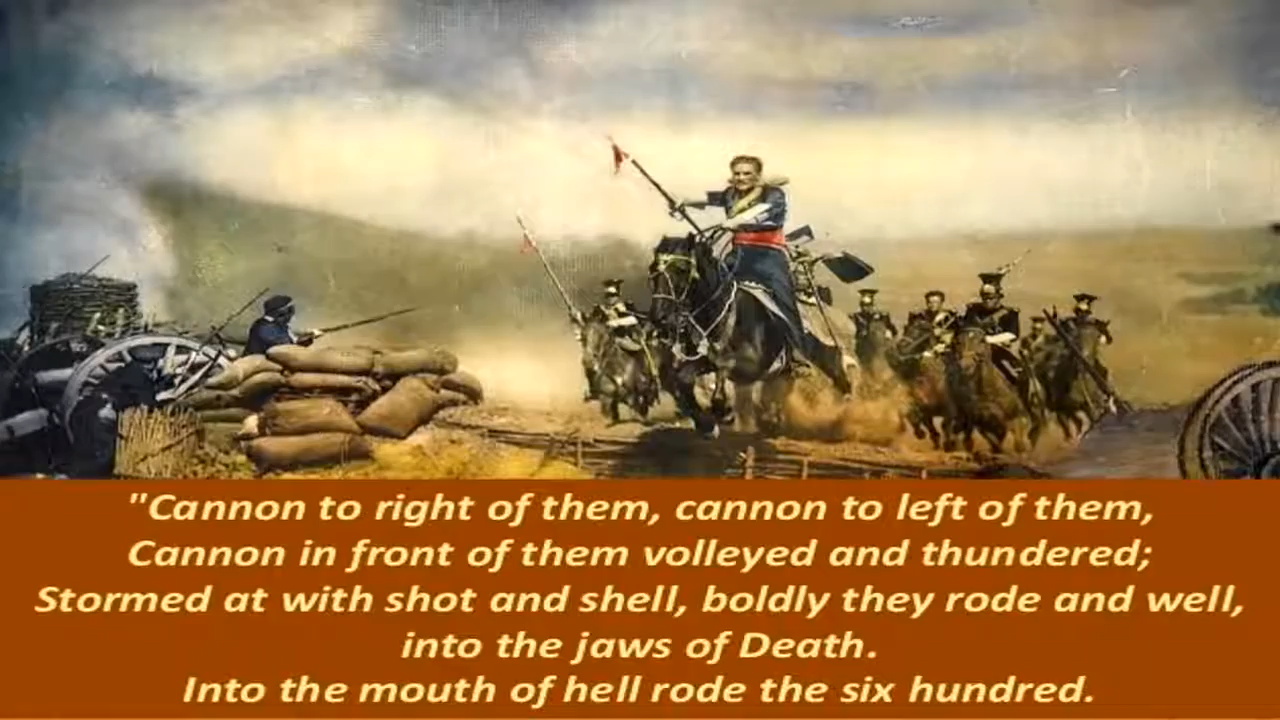 "Cannon to right of them, cannon to left of them,
Cannon in front of them volleyed and thundered;
Stormed at with shot and shell, boldly they rode and well,
into the jaws of Death.
Into the mouth of hell rode the six hundred.